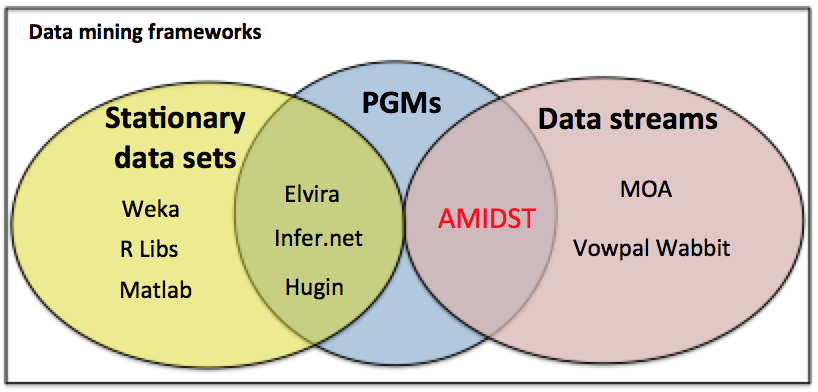 Data mining frameworks
Stationary
data sets
Weka
R Libs
Matlab
PGMs
Elvira
Infer.net
Hugin
AMIDST
Data streams
MOA
Vowpal Wabbit